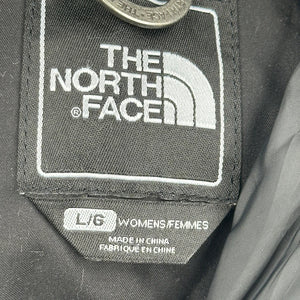 THE
NORTH
®FACE
L/G WOMENS/FEMMES
MADE IN CHINA
FABRIQUÉ EN CHINE